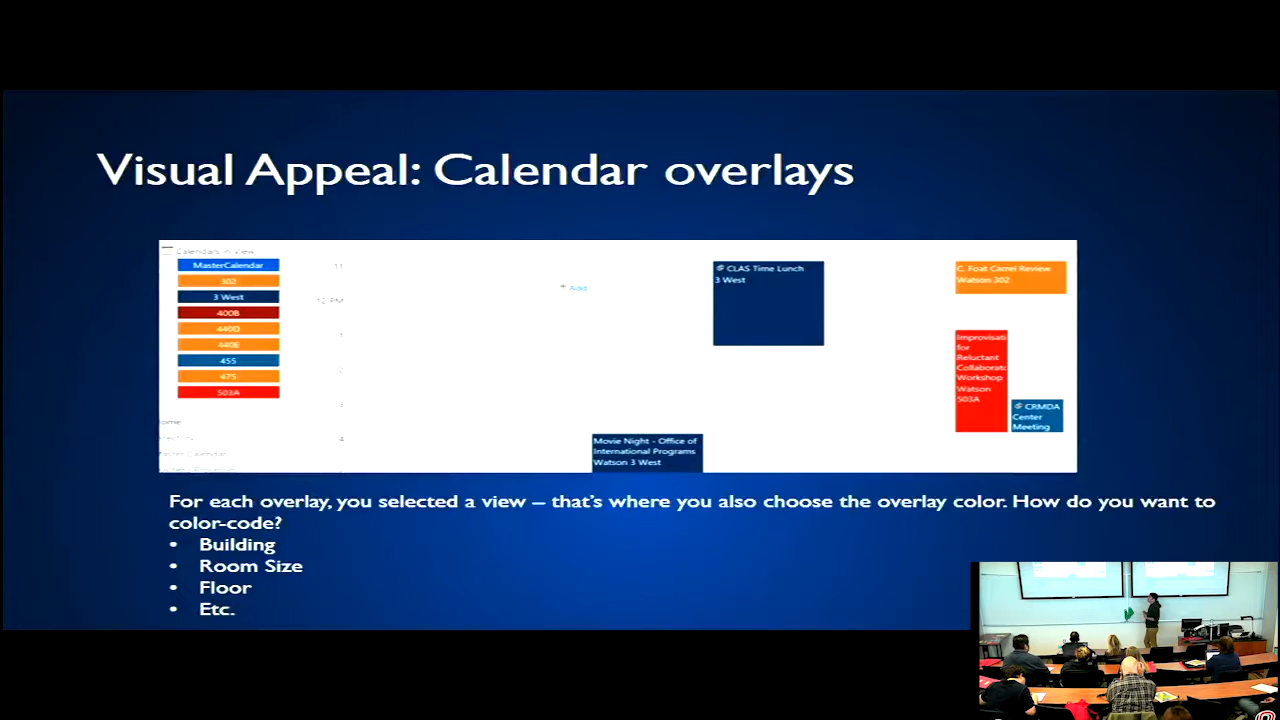 Visual Appeal: Calendar overlays
Calendars in View
MasterCalendar
302
3 West
400B
440D
440E
455
475
503A
11
12 PM
1
2
3
4
+ Add
CLAS Time Lunch
3 West
C. Foat Carrel Review
Watson 302
Improvisati
for
Reluctant
Collaborato
Workshop
Watson
503A
CRMDA
Center
Meeting
Movie Night - Office of
International Programs
Watson 3 West
For each overlay, you selected a view – that's where you also choose the overlay color. How do you want to
color-code?
• Building
• Room Size
• Floor
• Etc.